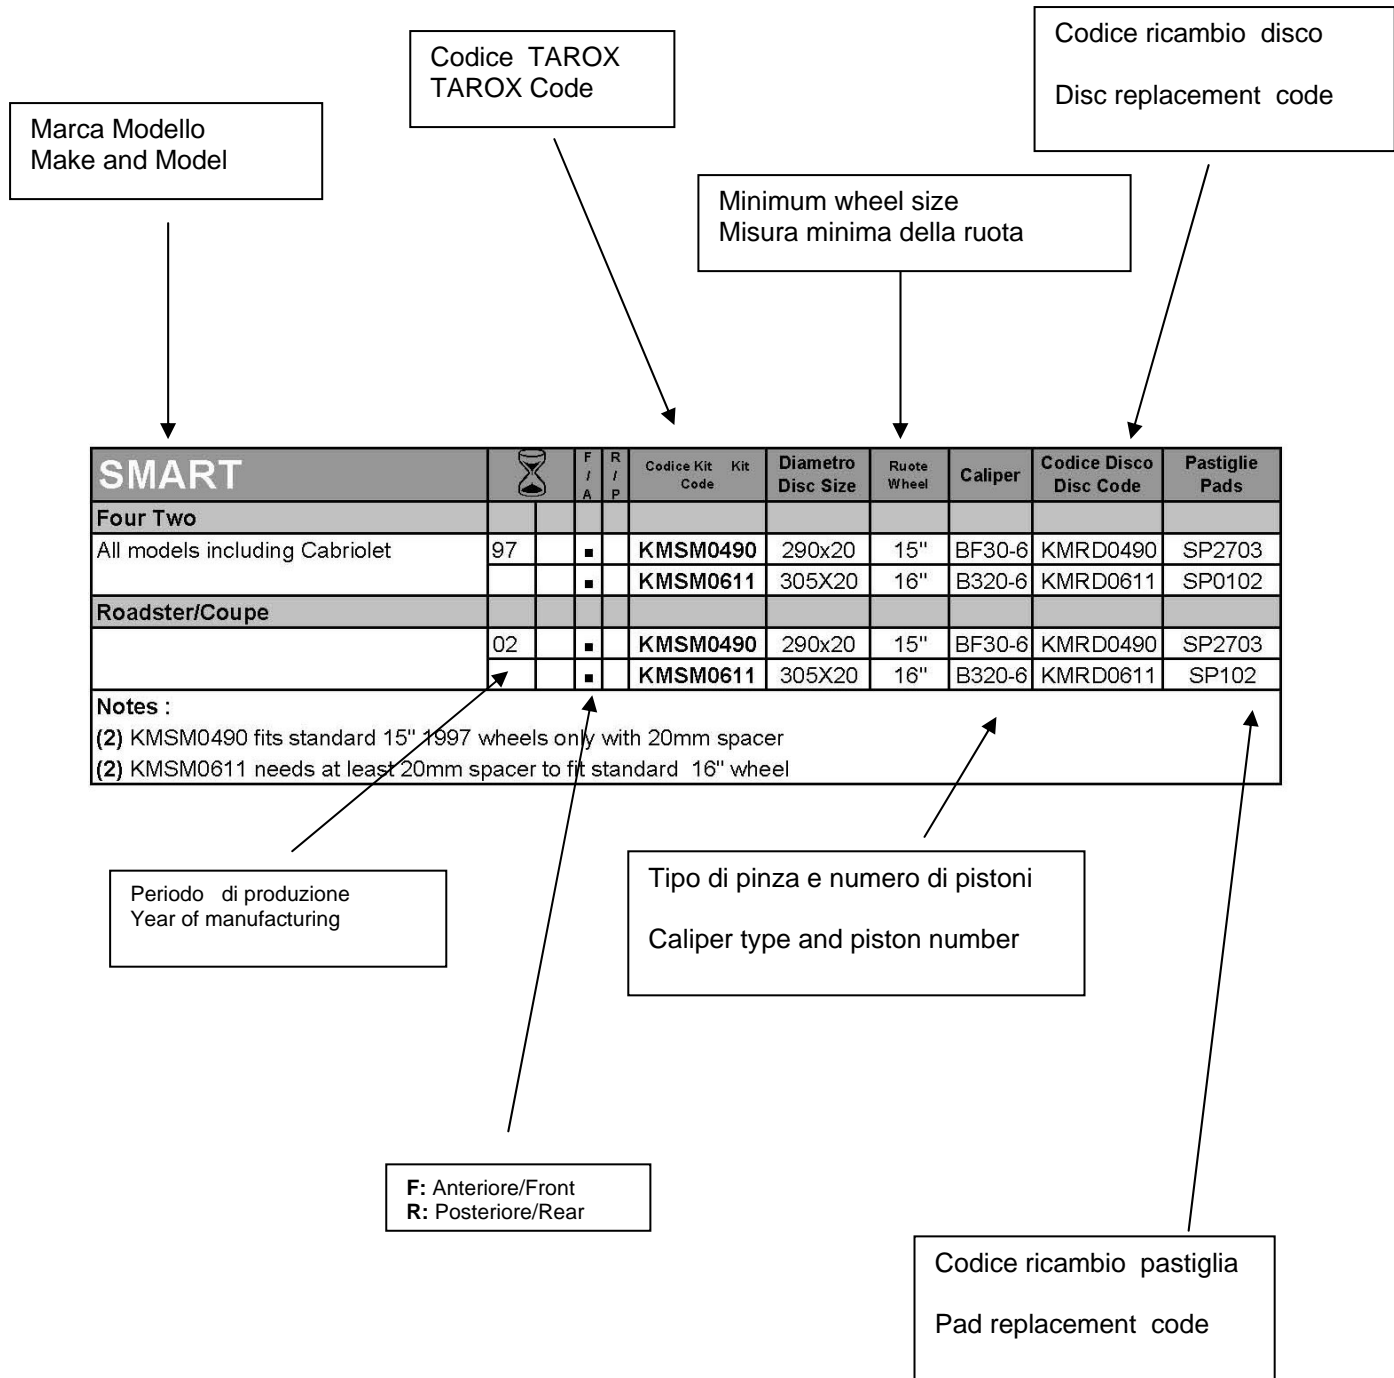 Codice ricambio disco
Disc replacement code
Codice TAROX
TAROX Code
Marca Modello
Make and Model
Minimum wheel size
Misura minima della ruota
SMART F / A R / P Codice Kit Kit Code Diametro Disc Size Ruote Wheel Caliper Codice Disco Disc Code Pastiglie Pads
Four Two
All models including Cabriolet 97 ▪ KMSM0490 290x20 15" BF30-6 KMRD0490 SP2703
▪ KMSM0611 305X20 16" B320-6 KMRD0611 SP0102
Roadster/Coupe
02 ▪ KMSM0490 290x20 15" BF30-6 KMRD0490 SP2703
▪ KMSM0611 305X20 16" B320-6 KMRD0611 SP102
Notes :
(2) KMSM0490 fits standard 15" 1997 wheels only with 20mm spacer
(2) KMSM0611 needs at least 20mm spacer to fit standard 16" wheel
Periodo di produzione
Year of manufacturing
Tipo di pinza e numero di pistoni
Caliper type and piston number
F: Anteriore/Front
R: Posteriore/Rear
Codice ricambio pastiglia
Pad replacement code